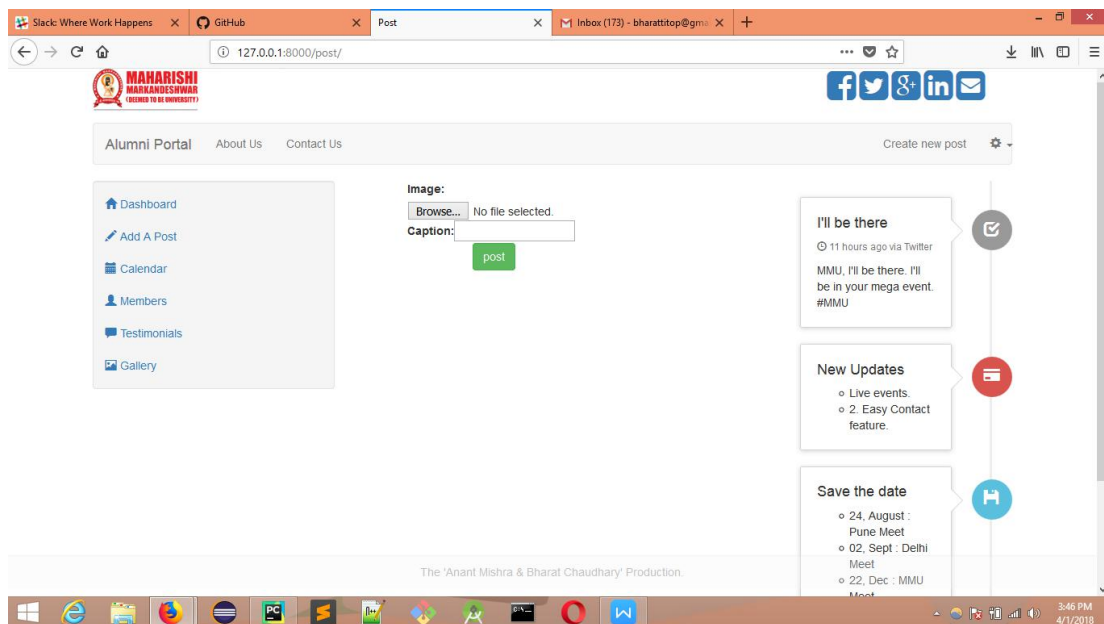 Slack: Where Work Happens
GitHub
Post
Inbox (173) - bharattitop@gma
127.0.0.1:8000/post/
MAHARISHI
MARKANDESHWAR
(DEEMED TO BE UNIVERSITY)
Alumni Portal About Us Contact Us Create new post
Dashboard
Add A Post
Calendar
Members
Testimonials
Gallery
Image:
Browse... No file selected.
Caption:
post
I'll be there
11 hours ago via Twitter
MMU, I'll be there. I'll
be in your mega event.
#MMU
New Updates
Live events.
2. Easy Contact
feature.
Save the date
24, August :
Pune Meet
02, Sept : Delhi
Meet
22, Dec : MMU
Meet
The 'Anant Mishra & Bharat Chaudhary' Production.
3:46 PM
4/1/2018